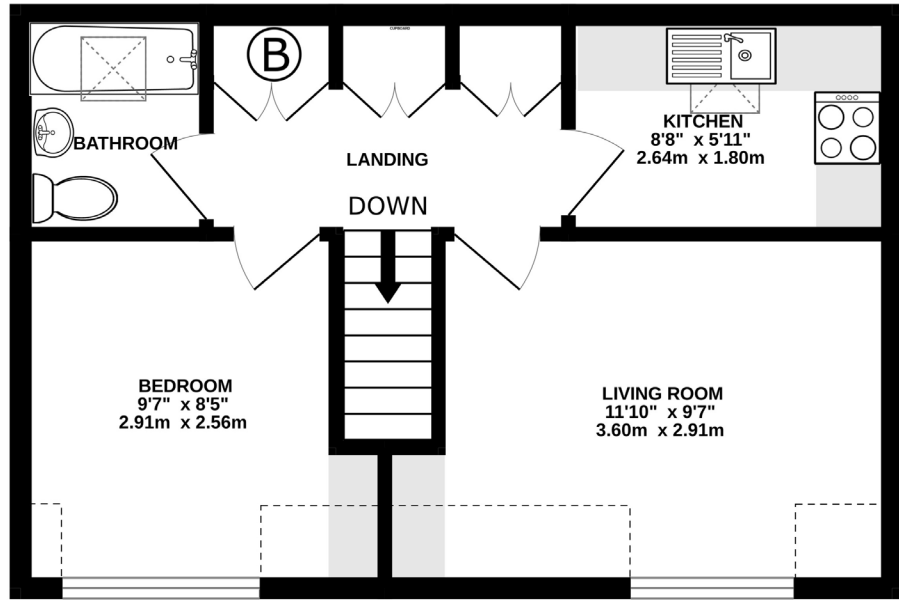 B
CUPBOARD
BATHROOM
LANDING
DOWN
KITCHEN
8'8" x 5'11"
2.64m x 1.80m
BEDROOM
9'7" x 8'5"
2.91m x 2.56m
LIVING ROOM
11'10" x 9'7"
3.60m x 2.91m